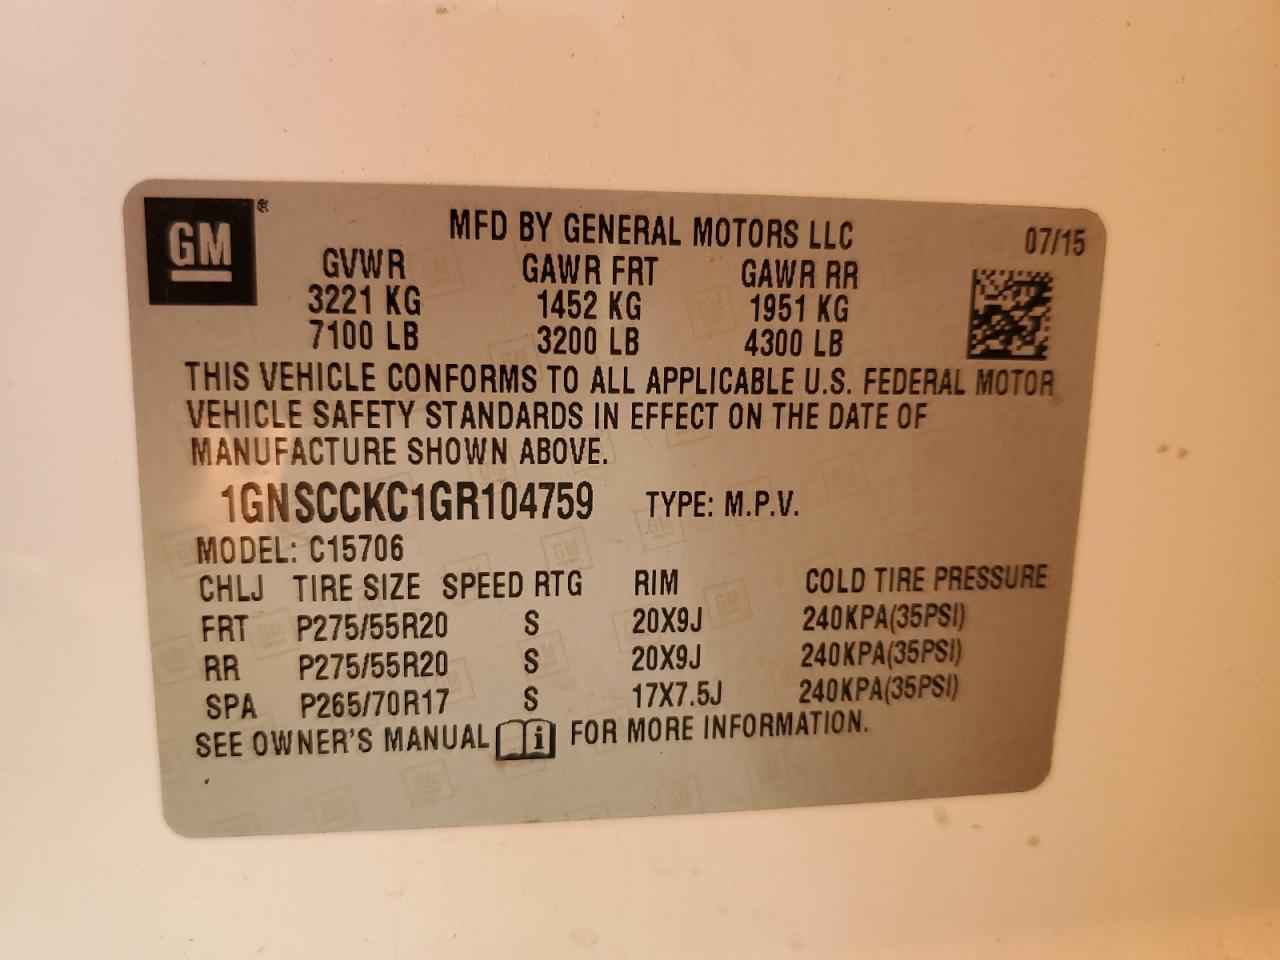 GM®
MFD BY GENERAL MOTORS LLC 07/15
GVWR GAWR FRT GAWR RR
3221 KG 1452 KG 1951 KG
7100 LB 3200 LB 4300 LB
THIS VEHICLE CONFORMS TO ALL APPLICABLE U.S. FEDERAL MOTOR
VEHICLE SAFETY STANDARDS IN EFFECT ON THE DATE OF
MANUFACTURE SHOWN ABOVE.
1GNSCCKC1GR104759 TYPE: M.P.V.
MODEL: C15706
CHLJ TIRE SIZE SPEED RTG RIM COLD TIRE PRESSURE
FRT P275/55R20 S 20X9J 240KPA(35PSI)
RR P275/55R20 S 20X9J 240KPA(35PSI)
SPA P265/70R17 S 17X7.5J 240KPA(35PSI)
SEE OWNER'S MANUAL i FOR MORE INFORMATION.